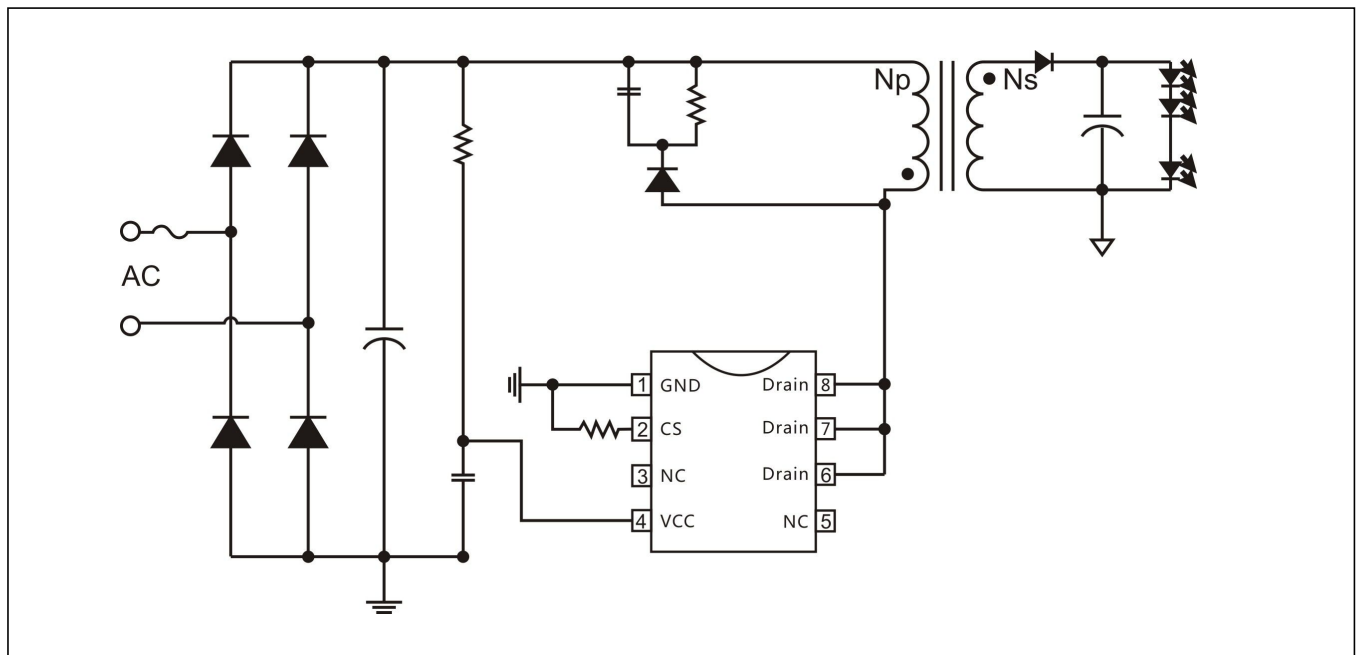 Np
Ns
AC
1 GND
Drain 8
2 CS
Drain 7
3 NC
Drain 6
4 VCC
NC 5